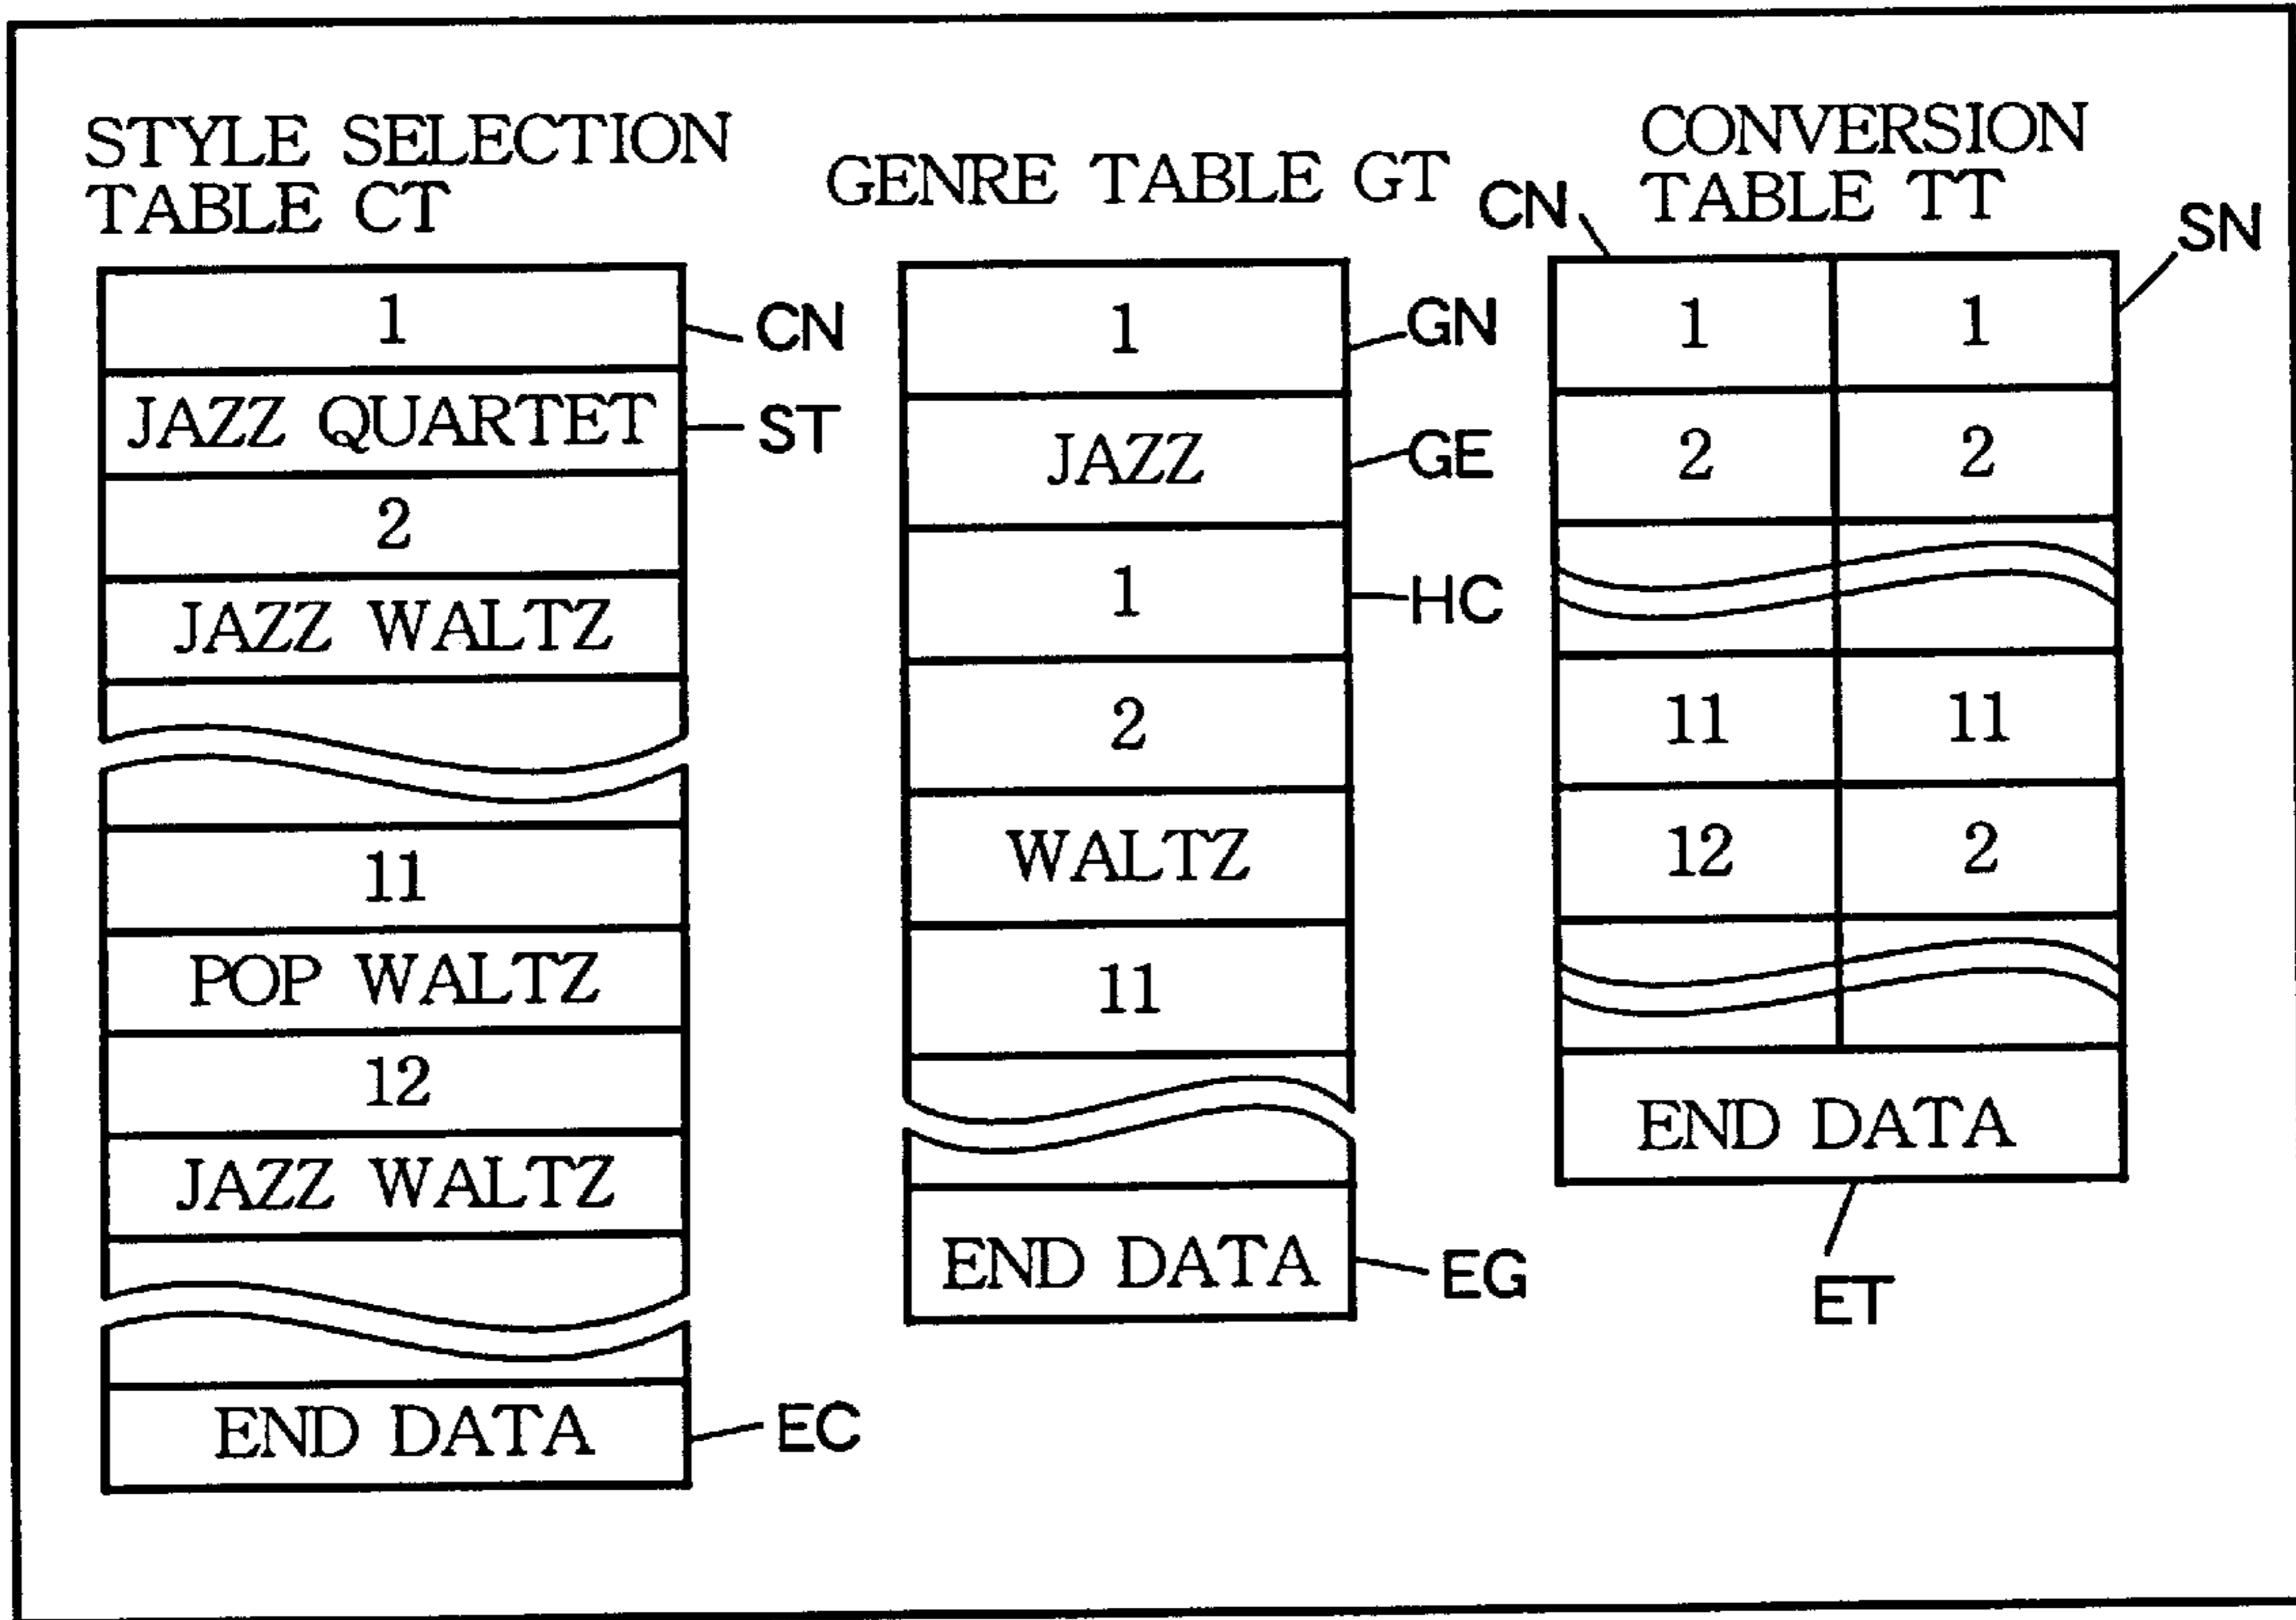 STYLE SELECTION
TABLE CT
1
CN
JAZZ QUARTET
ST
2
JAZZ WALTZ
11
POP WALTZ
12
JAZZ WALTZ
END DATA
EC
GENRE TABLE GT
1
GN
JAZZ
GE
1
HC
2
WALTZ
11
END DATA
EG
CONVERSION
TABLE TT
CN
SN
1 1
2 2
11 11
12 2
END DATA
ET